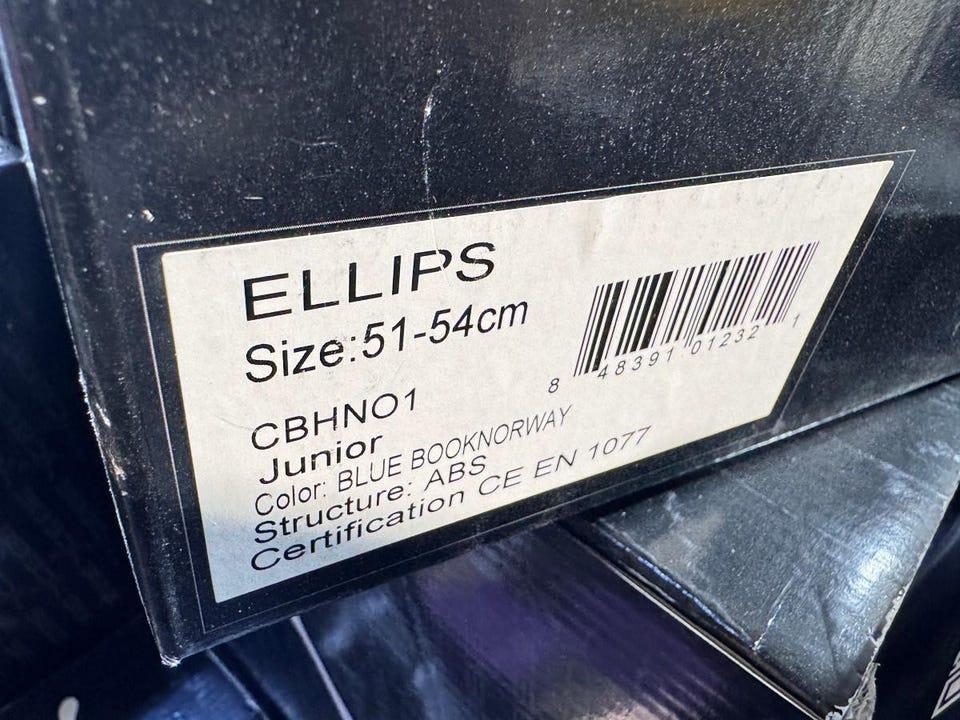 ELLIPS
Size:51-54cm
CBHNO1
Junior
Color: BLUE BOOKNORWAY
Structure: ABS
Certification CE EN 1077
8 48391 01232 1